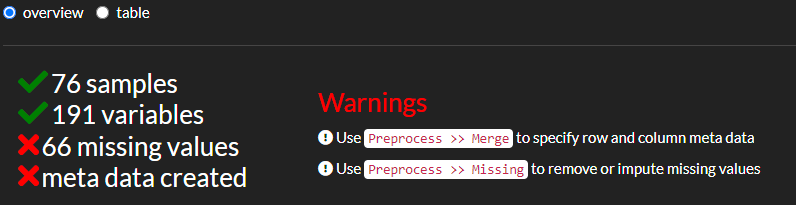 overview table
76 samples
191 variables
66 missing values
meta data created
Warnings
Use Preprocess >> Merge to specify row and column meta data
Use Preprocess >> Missing to remove or impute missing values